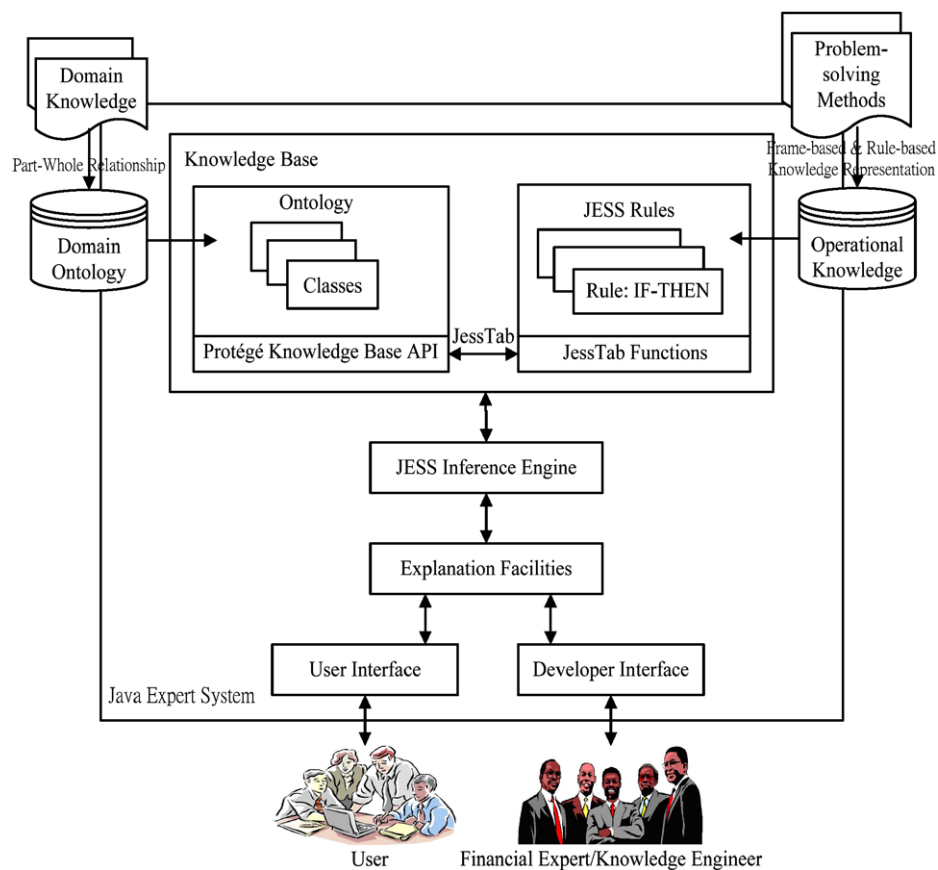 Domain
Knowledge
Problem-
solving
Methods
Part-Whole Relationship
Frame-based & Rule-based
Knowledge Representation
Knowledge Base
Domain
Ontology
Ontology
Classes
Protégé Knowledge Base API
JessTab
JESS Rules
Rule: IF-THEN
JessTab Functions
Operational
Knowledge
JESS Inference Engine
Explanation Facilities
User Interface
Developer Interface
Java Expert System
User
Financial Expert/Knowledge Engineer